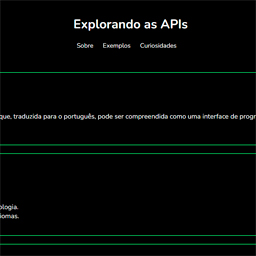 Explorando as APIs
Sobre Exemplos Curiosidades
que, traduzida para o português, pode ser compreendida como uma interface de progr
ologia.
iomas.